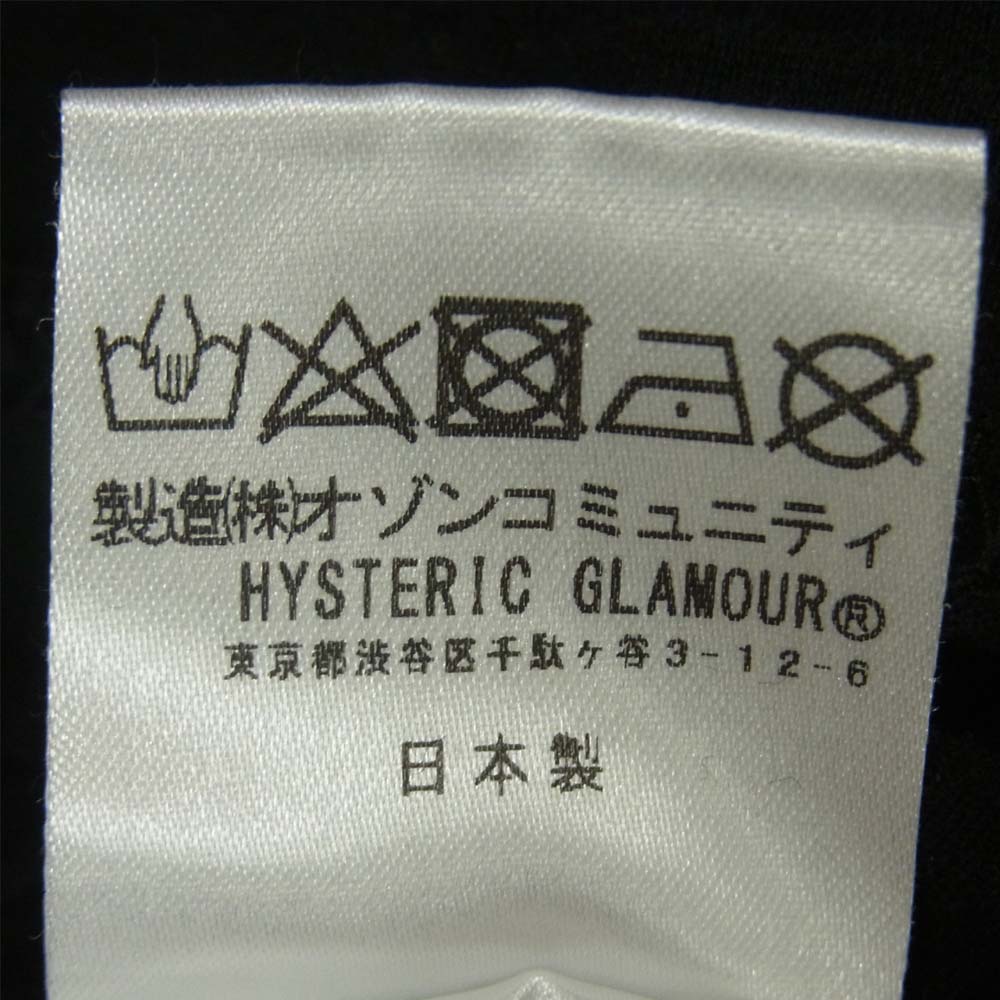 製造(株)オゾンコミュニティ
HYSTERIC GLAMOUR®
東京都渋谷区千駄ヶ谷3-12-6
日本製